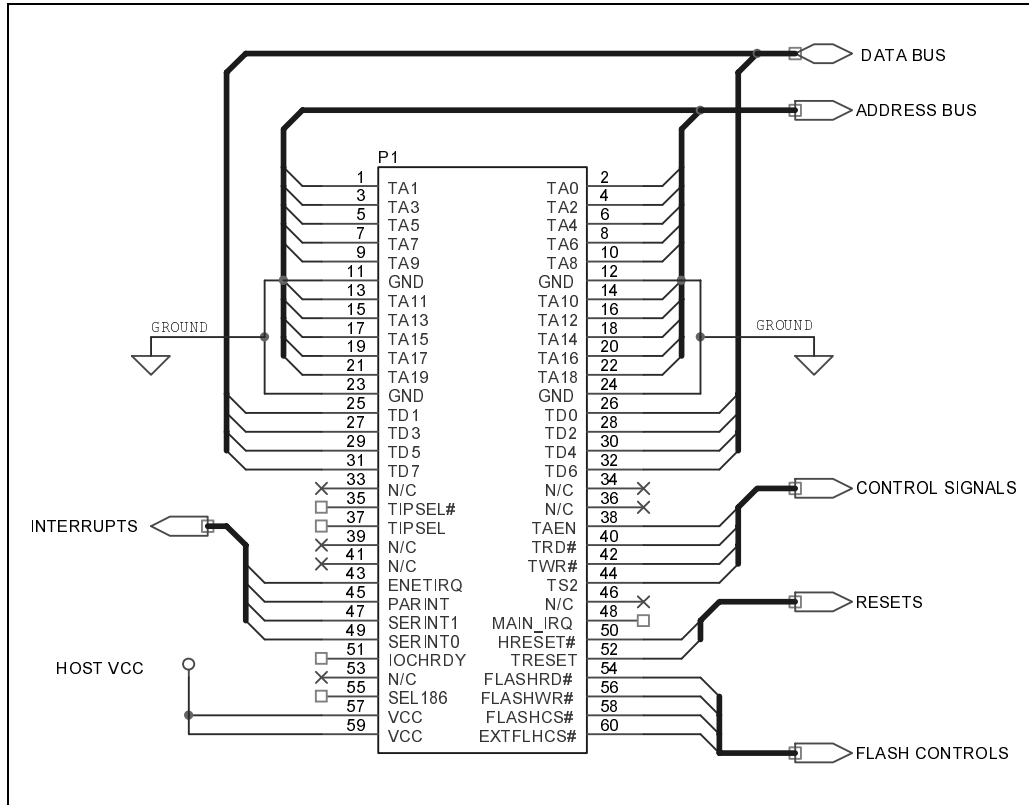 DATA BUS
ADDRESS BUS
P1
1 TA1 TA0 2
3 TA3 TA2 4
5 TA5 TA4 6
7 TA7 TA6 8
9 TA9 TA8 10
11 GND GND 12
13 TA11 TA10 14
15 TA13 TA12 16
GROUND 17 TA15 TA14 18 GROUND
19 TA17 TA16 20
21 TA19 TA18 22
23 GND GND 24
25 TD1 TD0 26
27 TD3 TD2 28
29 TD5 TD4 30
31 TD7 TD6 32
33 N/C N/C 34 CONTROL SIGNALS
35 TIPSEL# N/C 36
INTERRUPTS 37 TIPSEL TAEN 38
39 N/C TRD# 40
41 N/C TWR# 42
43 ENETIRQ TS2 44
45 PARINT N/C 46 RESETS
47 SERINT1 MAIN_IRQ 48
49 SERINT0 HRESET# 50
51 IOCHRDY TRESET 52
HOST VCC 53 N/C FLASHRD# 54
55 SEL186 FLASHWR# 56
57 VCC FLASHCS# 58
59 VCC EXTFLHCS# 60
FLASH CONTROLS